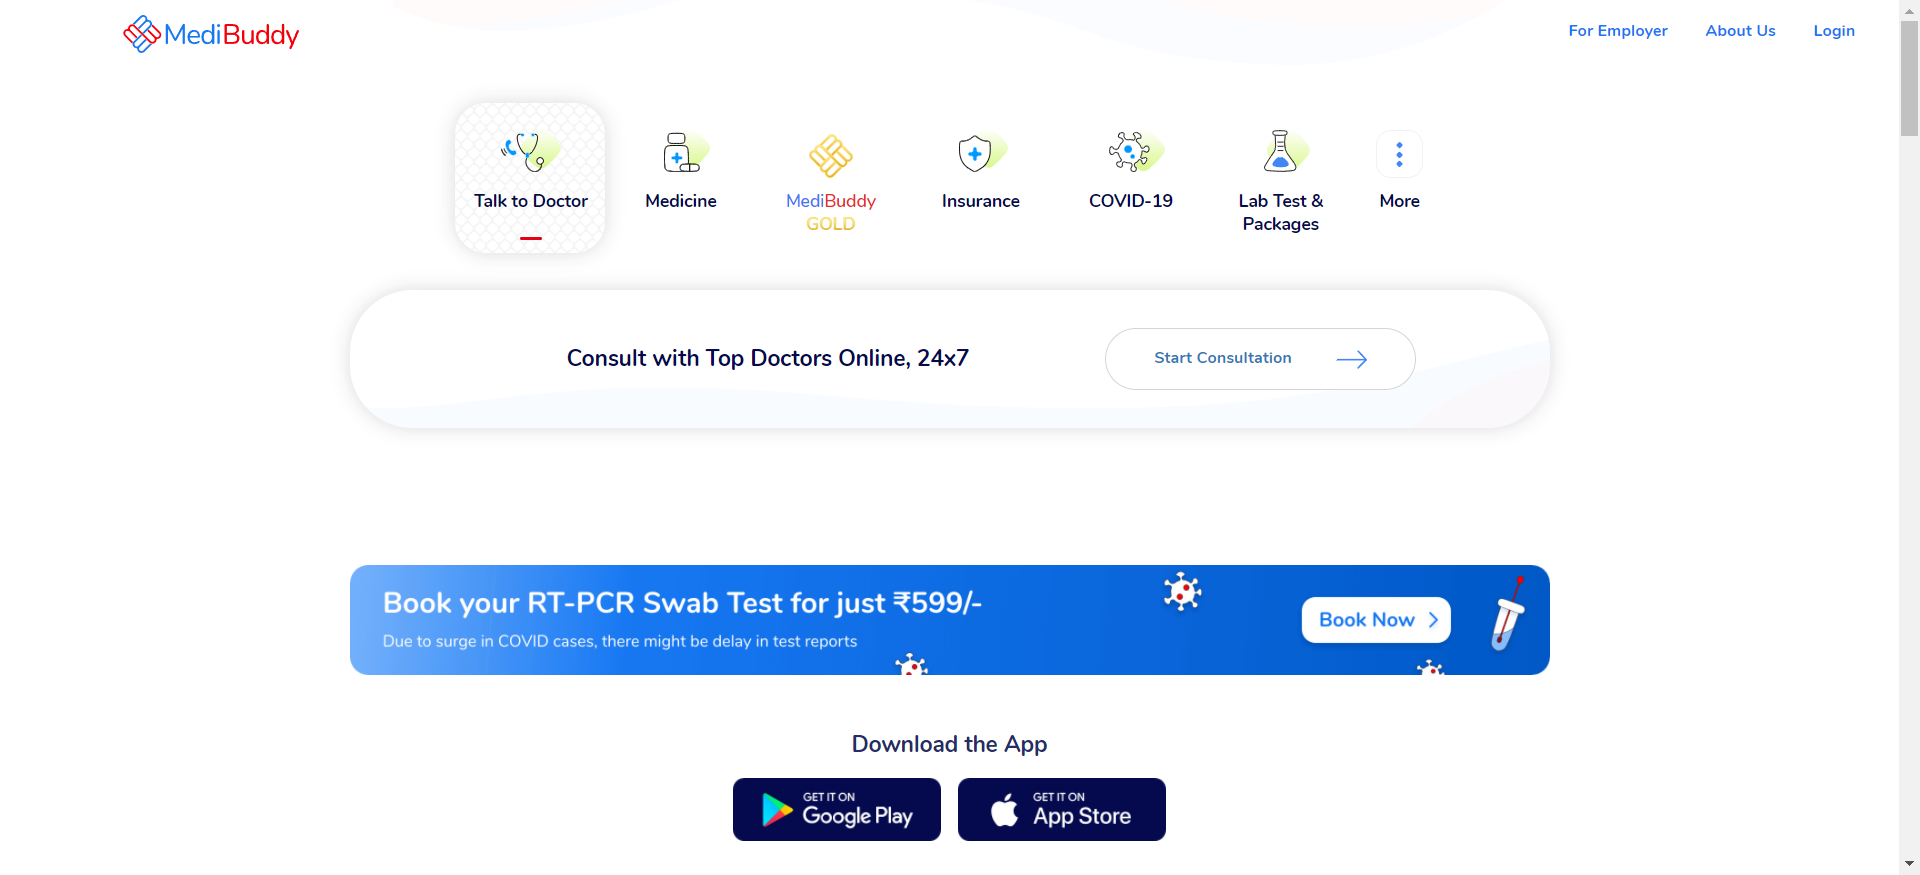 MediBuddy
For Employer
About Us
Login
Talk to Doctor
Medicine
MediBuddy
GOLD
Insurance
COVID-19
Lab Test &
Packages
More
Consult with Top Doctors Online, 24x7
Start Consultation
Book your RT-PCR Swab Test for just ₹599/-
Due to surge in COVID cases, there might be delay in test reports
Book Now
Download the App
GET IT ON
Google Play
GET IT ON
App Store